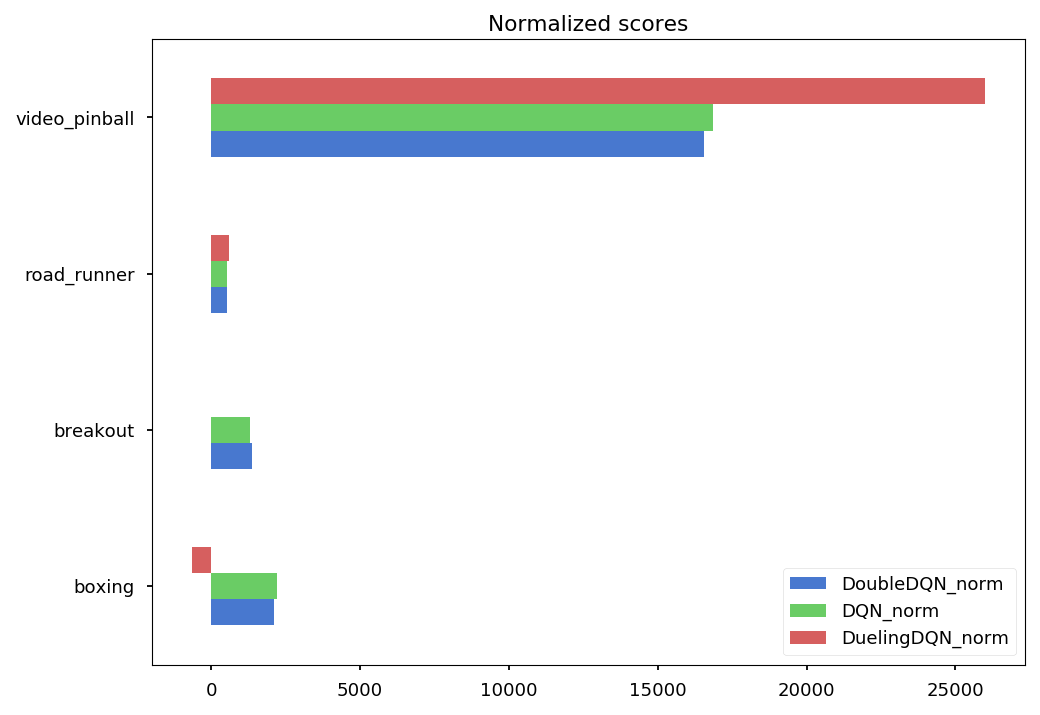 Normalized scores
video_pinball
road_runner
breakout
boxing
DoubleDQN_norm
DQN_norm
DuelingDQN_norm
0 5000 10000 15000 20000 25000